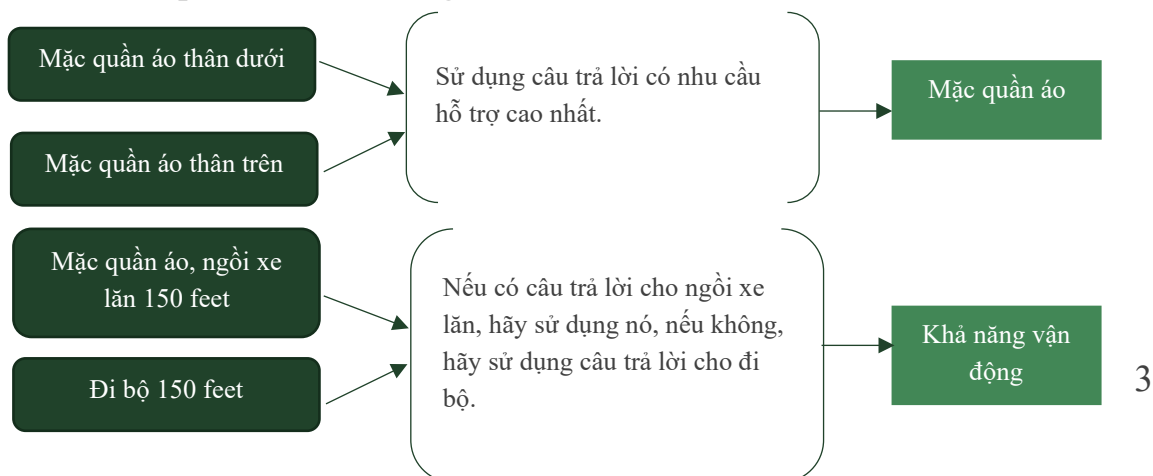 Mặc quần áo thân dưới
Mặc quần áo thân trên
Sử dụng câu trả lời có nhu cầu
hỗ trợ cao nhất.
Mặc quần áo
Mặc quần áo, ngồi xe
lăn 150 feet
Đi bộ 150 feet
Nếu có câu trả lời cho ngồi xe
lăn, hãy sử dụng nó, nếu không,
hãy sử dụng câu trả lời cho đi
bộ.
Khả năng vận
động
3